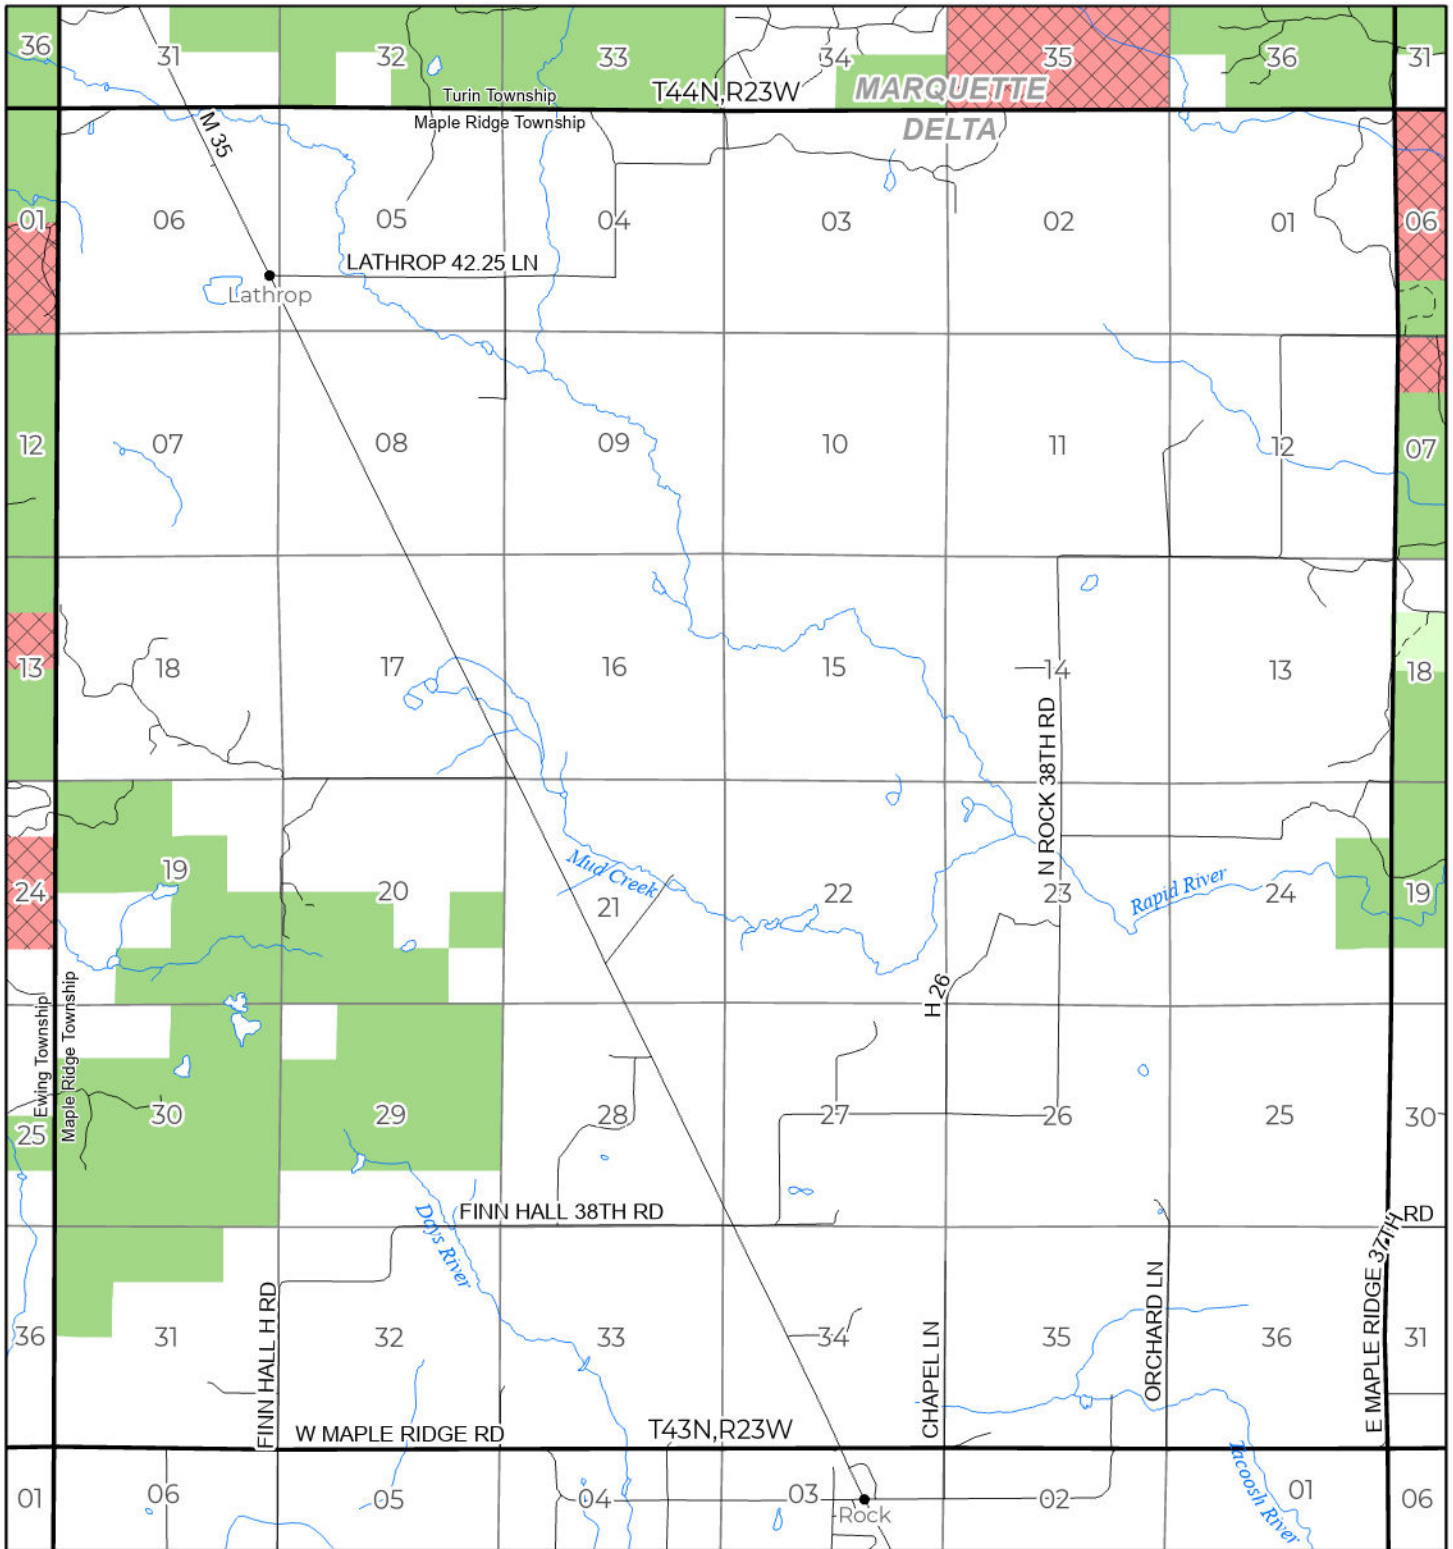 36
31
32
33
34
35
36
31
Turin Township
T44N,R23W
MARQUETTE
Maple Ridge Township
DELTA
M 35
01
06
05
04
03
02
01
06
LATHROP 42.25 LN
Lathrop
12
07
08
09
10
11
12
07
13
18
17
16
15
14
13
18
N ROCK 38TH RD
24
19
20
Mud Creek
21
22
23
Rapid River
24
19
H 26
Ewing Township
Maple Ridge Township
25
30
29
28
27
26
25
30
FINN HALL 38TH RD
Days River
E MAPLE RIDGE 37TH RD
36
31
FINN HALL H RD
32
33
34
CHAPEL LN
35
ORCHARD LN
36
31
W MAPLE RIDGE RD
T43N,R23W
01
06
05
04
03
Rock
02
Tacoosh River
01
06